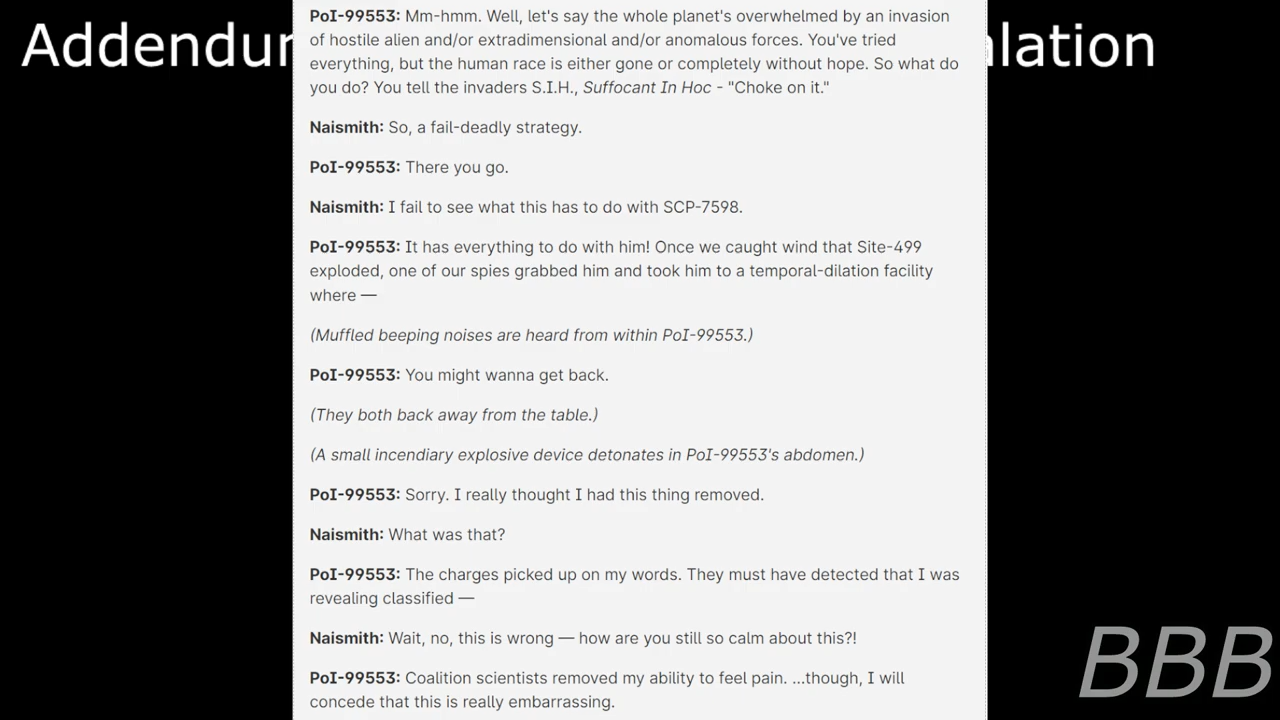 Addendu
lation
PoI-99553: Mm-hmm. Well, let's say the whole planet's overwhelmed by an invasion
of hostile alien and/or extradimensional and/or anomalous forces. You've tried
everything, but the human race is either gone or completely without hope. So what do
you do? You tell the invaders S.I.H., Suffocant In Hoc - "Choke on it."
Naismith: So, a fail-deadly strategy.
PoI-99553: There you go.
Naismith: I fail to see what this has to do with SCP-7598.
PoI-99553: It has everything to do with him! Once we caught wind that Site-499
exploded, one of our spies grabbed him and took him to a temporal-dilation facility
where —
(Muffled beeping noises are heard from within PoI-99553.)
PoI-99553: You might wanna get back.
(They both back away from the table.)
(A small incendiary explosive device detonates in PoI-99553's abdomen.)
PoI-99553: Sorry. I really thought I had this thing removed.
Naismith: What was that?
PoI-99553: The charges picked up on my words. They must have detected that I was
revealing classified —
Naismith: Wait, no, this is wrong — how are you still so calm about this?!
PoI-99553: Coalition scientists removed my ability to feel pain. ...though, I will
concede that this is really embarrassing.
BBB